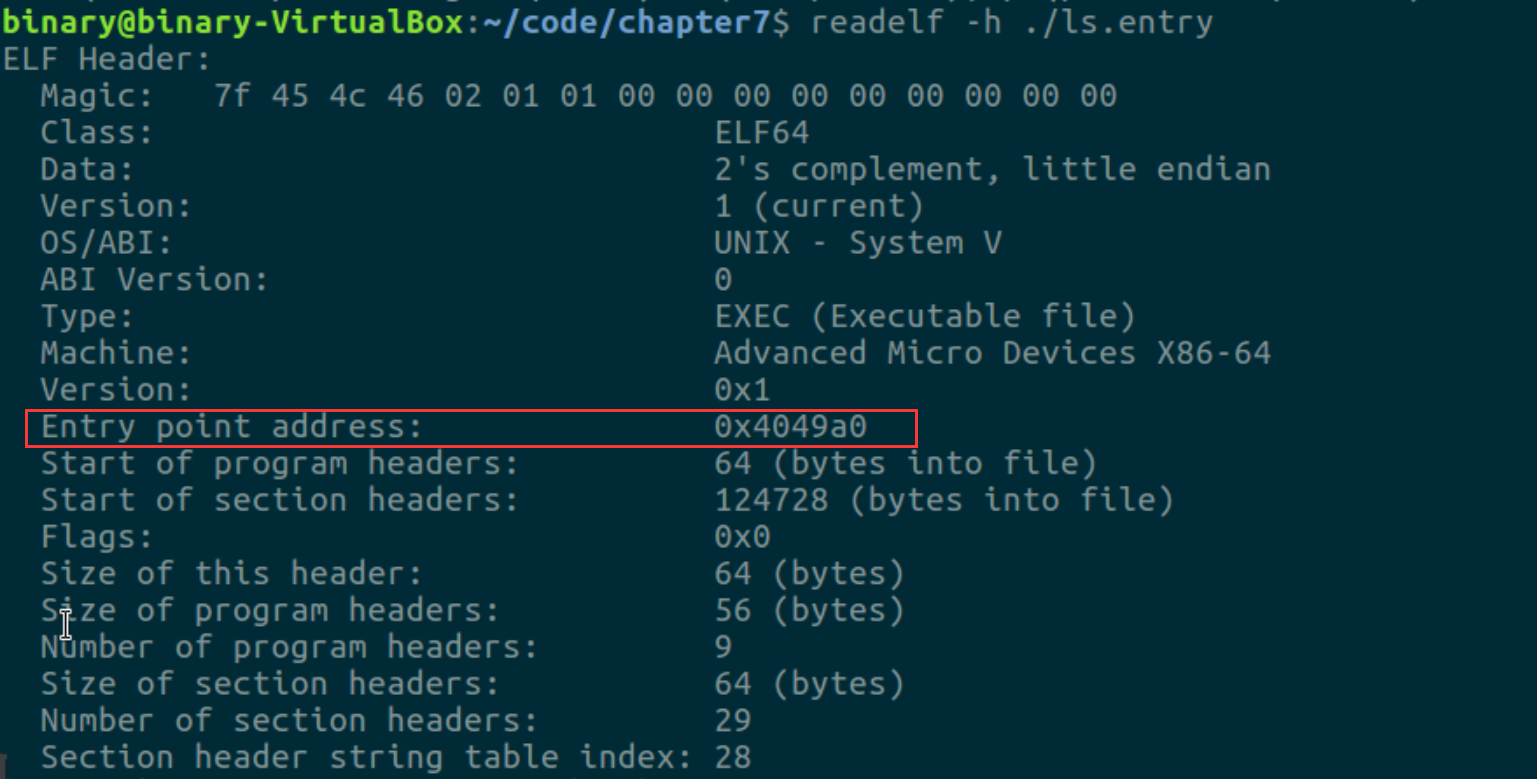 binary@binary-VirtualBox:~/code/chapter7$ readelf -h ./ls.entry
ELF Header:
  Magic:   7f 45 4c 46 02 01 01 00 00 00 00 00 00 00 00 00
  Class:                             ELF64
  Data:                              2's complement, little endian
  Version:                           1 (current)
  OS/ABI:                            UNIX - System V
  ABI Version:                       0
  Type:                              EXEC (Executable file)
  Machine:                           Advanced Micro Devices X86-64
  Version:                           0x1
  Entry point address:               0x4049a0
  Start of program headers:          64 (bytes into file)
  Start of section headers:          124728 (bytes into file)
  Flags:                             0x0
  Size of this header:               64 (bytes)
  Size of program headers:           56 (bytes)
  Number of program headers:         9
  Size of section headers:           64 (bytes)
  Number of section headers:         29
  Section header string table index: 28